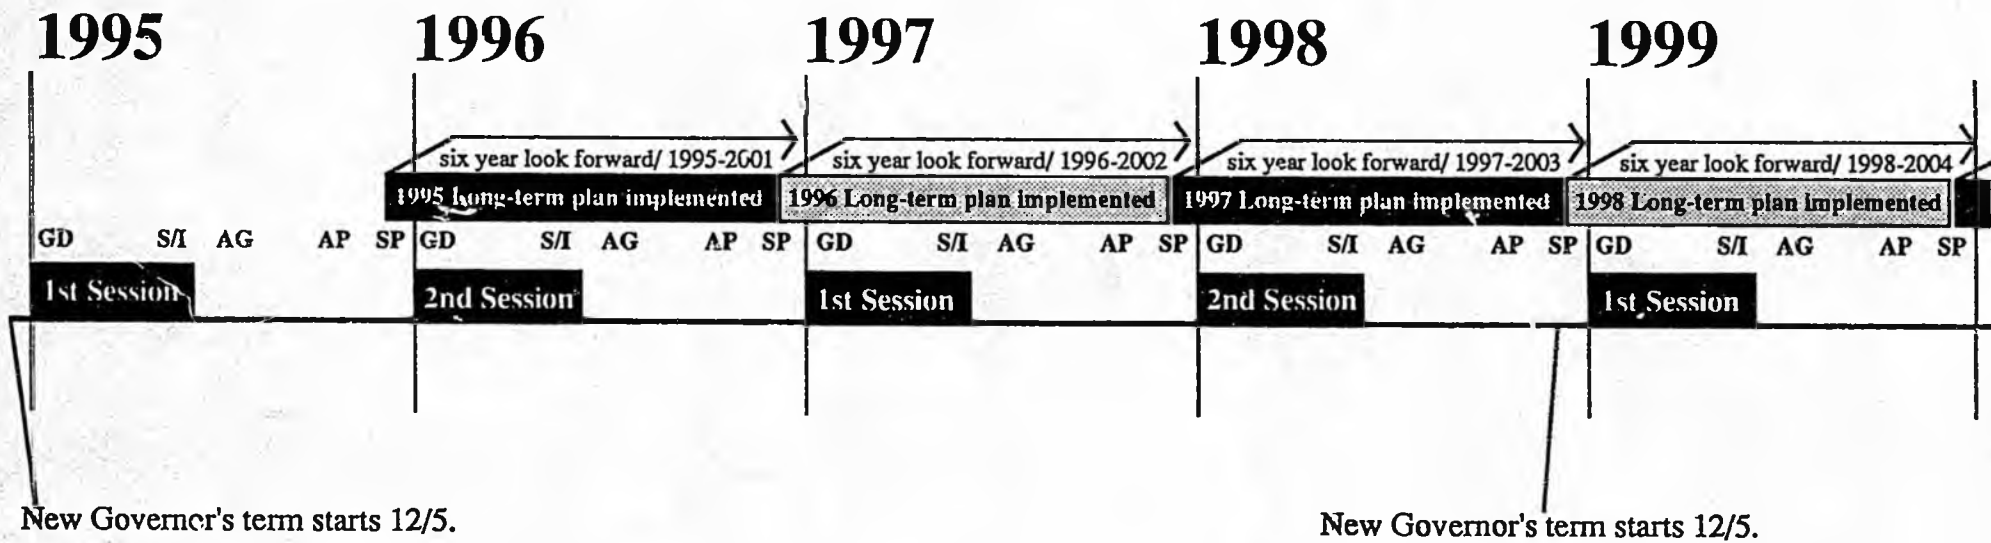 1995 1996 1997 1998 1999
six year look forward/ 1995-2001 six year look forward/ 1996-2002 six year look forward/ 1997-2003 six year look forward/ 1998-2004
1995 Long-term plan implemented 1996 Long-term plan implemented 1997 Long-term plan implemented 1998 Long-term plan implemented
GD S/I AG AP SP GD S/I AG AP SP GD S/I AG AP SP GD S/I AG AP SP GD S/I AG AP SP
1st Session 2nd Session 1st Session 2nd Session 1st Session
New Governor's term starts 12/5. New Governor's term starts 12/5.